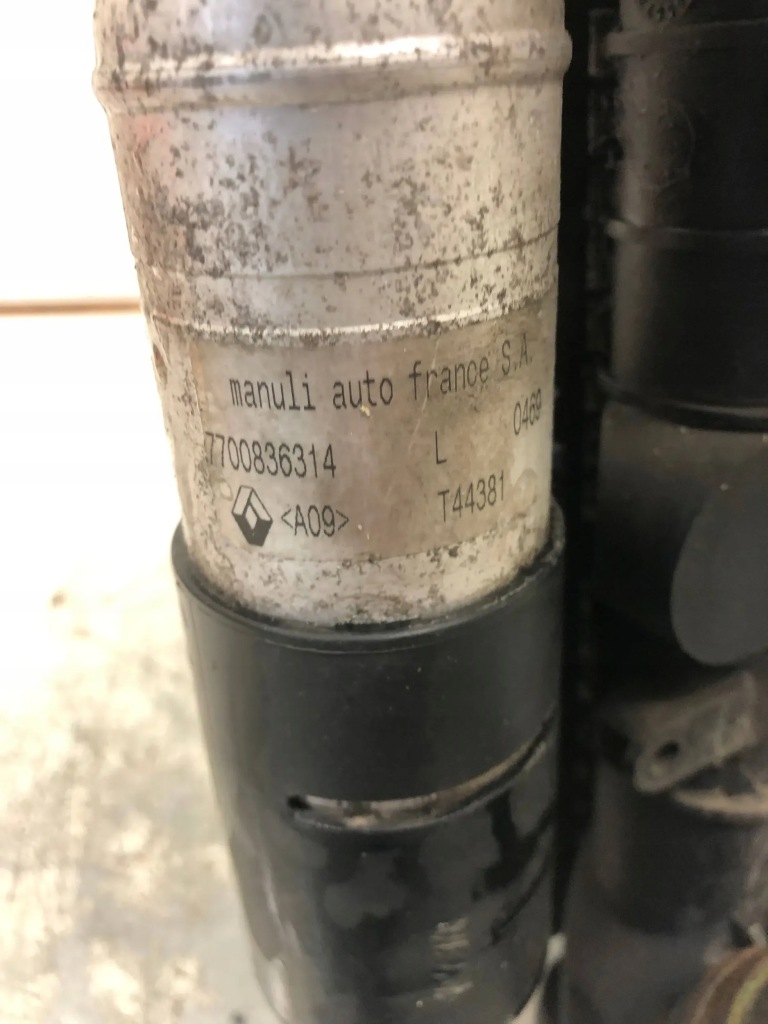 manuli auto france S.A.
7700836314 L 0469
<A09> T44381